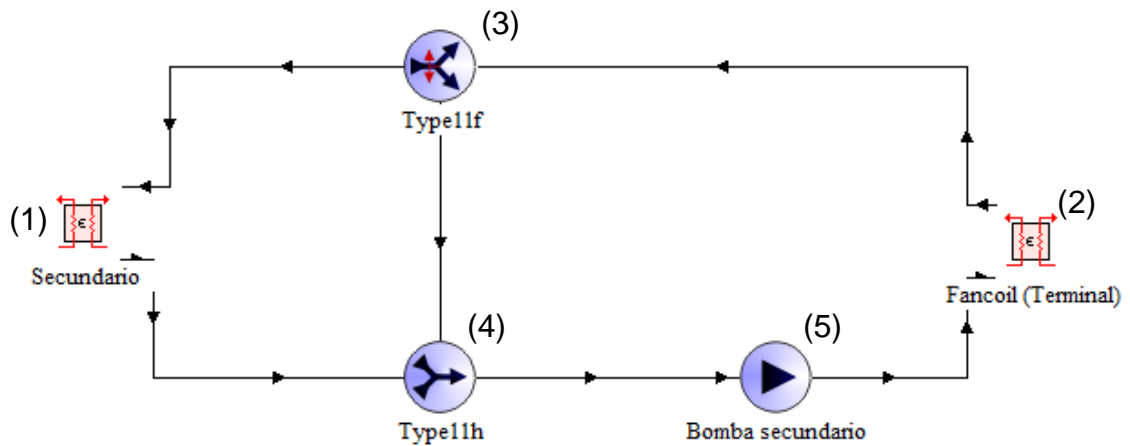 (3)
Type11f
(1)
ε
Secundario
(2)
ε
Fancoil (Terminal)
(4)
Type11h
(5)
Bomba secundario